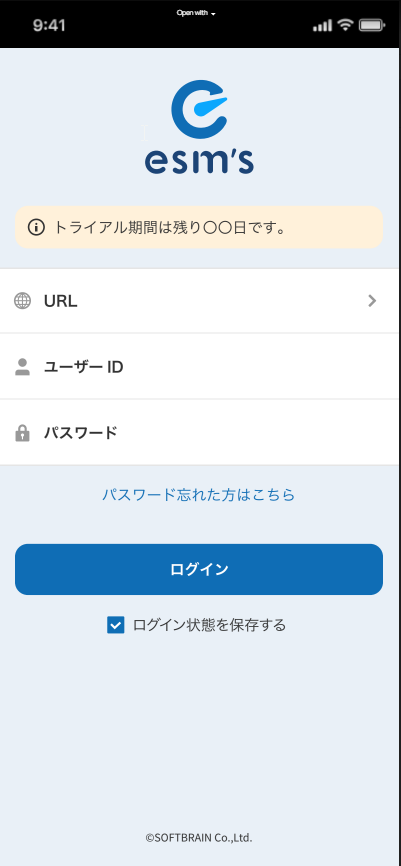 9:41
Open with
esm's
トライアル期間は残り〇〇日です。
URL
ユーザー ID
パスワード
パスワード忘れた方はこちら
ログイン
ログイン状態を保存する
©SOFTBRAIN Co.,Ltd.